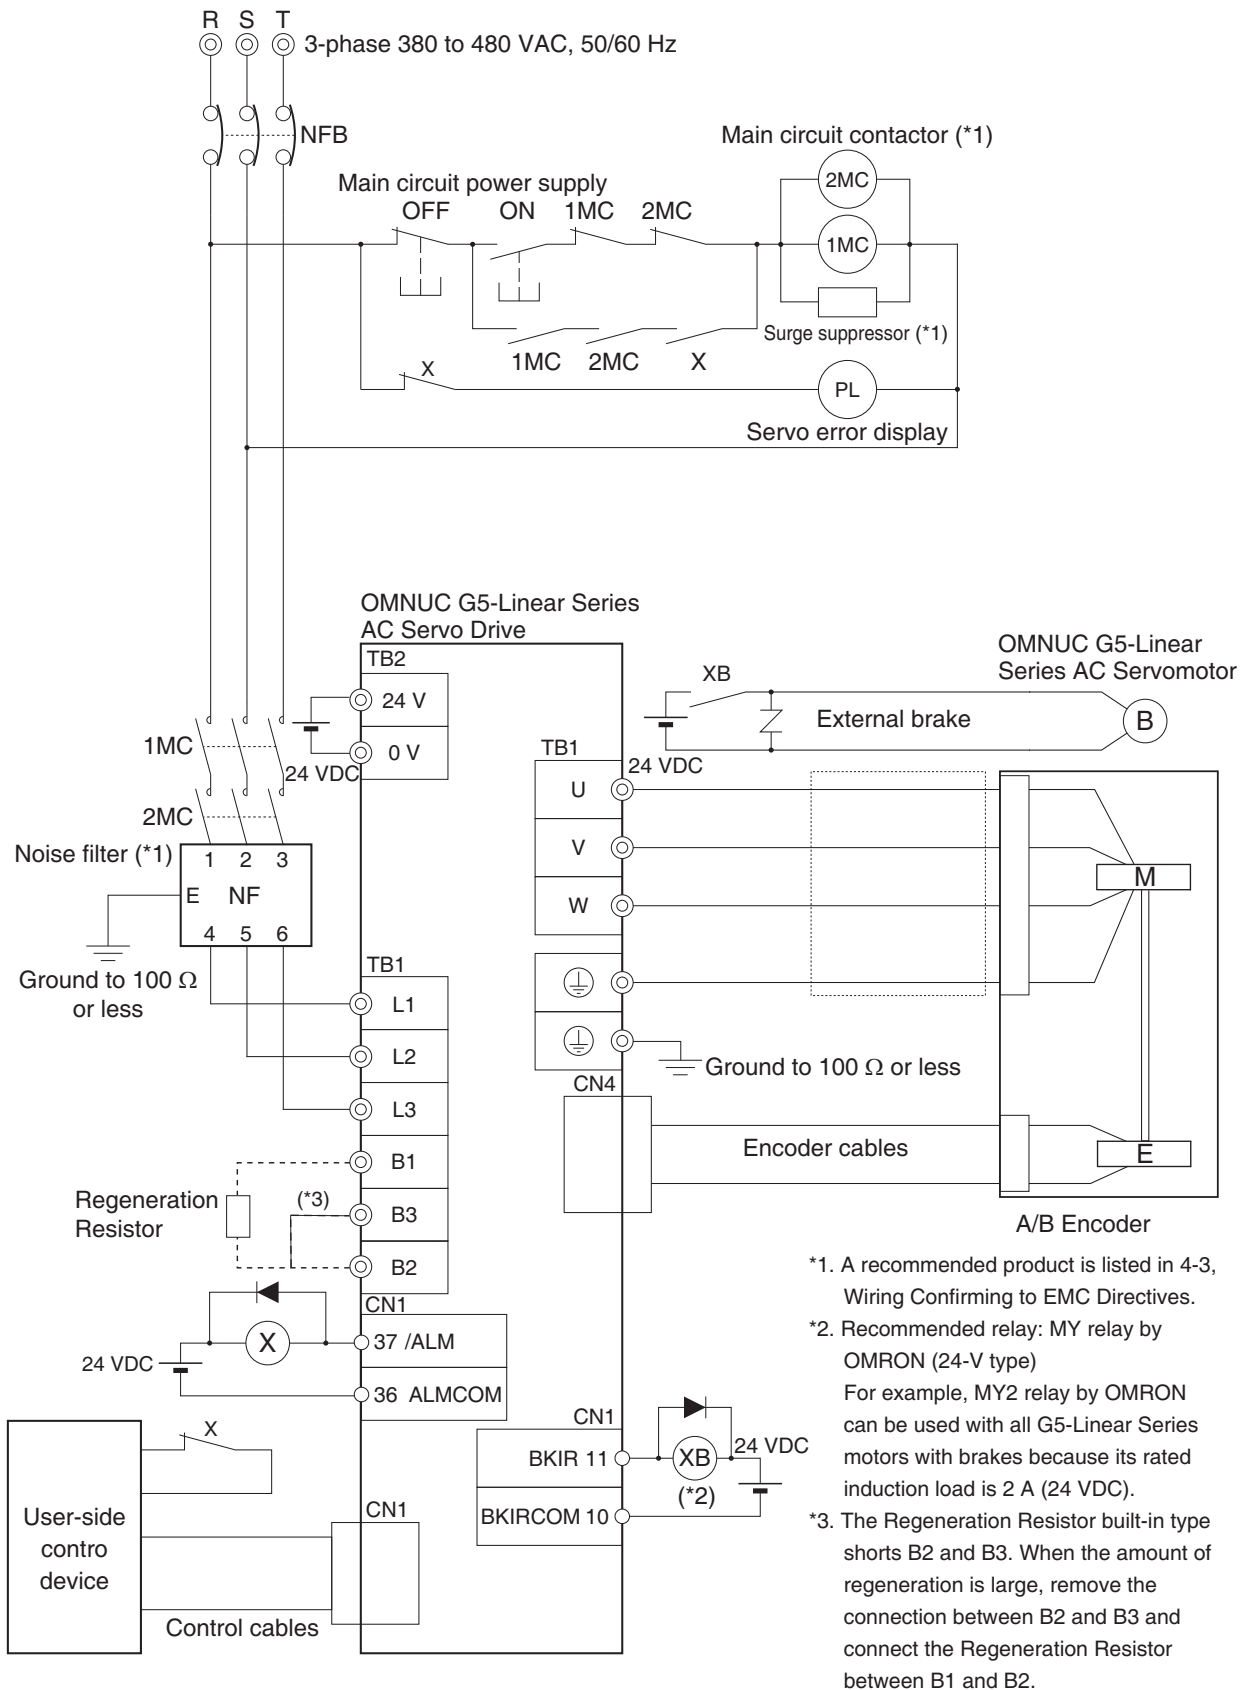 R S T
3-phase 380 to 480 VAC, 50/60 Hz
NFB
Main circuit contactor (*1)
2MC
Main circuit power supply
OFF ON 1MC 2MC
1MC
Surge suppressor (*1)
1MC 2MC X
X
PL
Servo error display
OMNUC G5-Linear Series
AC Servo Drive
OMNUC G5-Linear
Series AC Servomotor
TB2
24 V
0 V
24 VDC
XB
External brake
B
24 VDC
1MC
2MC
Noise filter (*1)
1 2 3
E NF
4 5 6
Ground to 100 Ω
or less
TB1
U
V
W
M
Ground to 100 Ω or less
TB1
L1
L2
L3
B1
B3
B2
CN4
Encoder cables
E
A/B Encoder
Regeneration
Resistor
(*3)
CN1
X
37 /ALM
24 VDC
36 ALMCOM
X
CN1
BKIR 11
XB
24 VDC
(*2)
BKIRCOM 10
User-side
contro
device
CN1
Control cables
*1. A recommended product is listed in 4-3,
Wiring Confirming to EMC Directives.
*2. Recommended relay: MY relay by
OMRON (24-V type)
For example, MY2 relay by OMRON
can be used with all G5-Linear Series
motors with brakes because its rated
induction load is 2 A (24 VDC).
*3. The Regeneration Resistor built-in type
shorts B2 and B3. When the amount of
regeneration is large, remove the
connection between B2 and B3 and
connect the Regeneration Resistor
between B1 and B2.